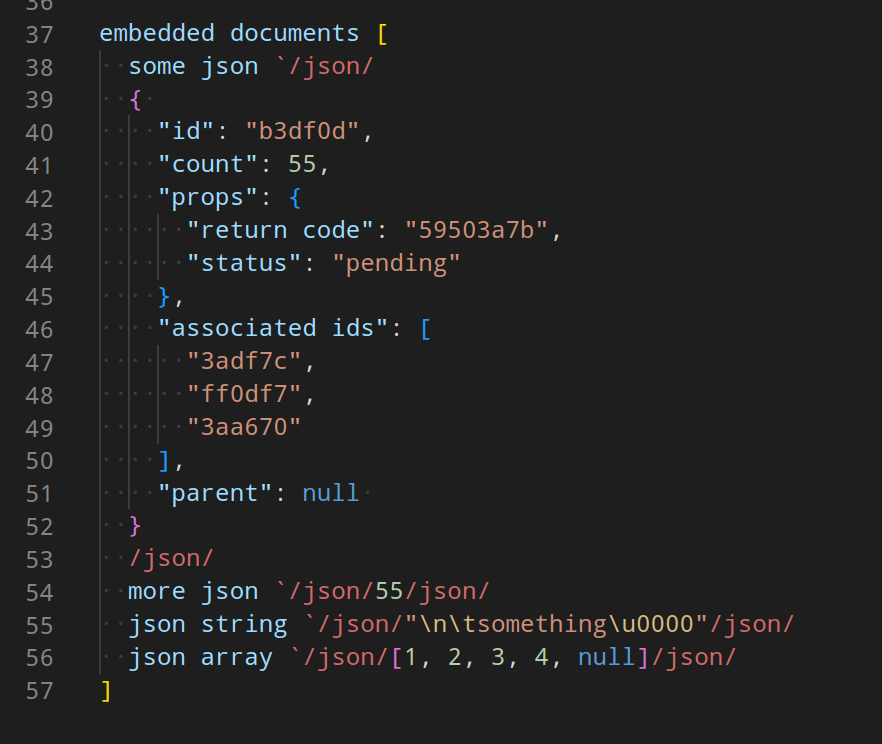 36
37 embedded documents [
38 some json `/json/
39 {
40 "id": "b3df0d",
41 "count": 55,
42 "props": {
43 "return code": "59503a7b",
44 "status": "pending"
45 },
46 "associated ids": [
47 "3adf7c",
48 "ff0df7",
49 "3aa670"
50 ],
51 "parent": null
52 }
53 /json/
54 more json `/json/55/json/
55 json string `/json/"\n\tsomething\u0000"/json/
56 json array `/json/[1, 2, 3, 4, null]/json/
57 ]